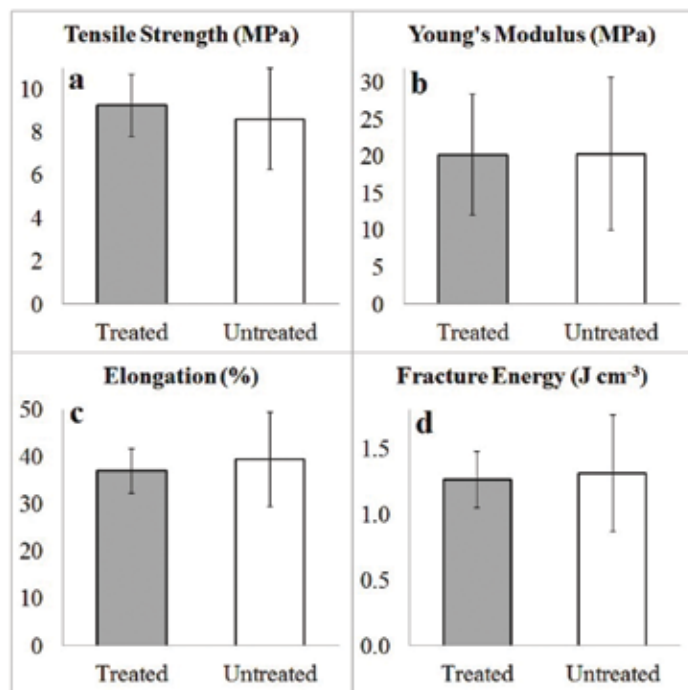 Tensile Strength (MPa)
a
10
8
6
4
2
0
Treated Untreated
Young's Modulus (MPa)
b
30
25
20
15
10
5
0
Treated Untreated
Elongation (%)
c
50
40
30
20
10
0
Treated Untreated
Fracture Energy (J cm⁻³)
d
1.5
1.0
0.5
0.0
Treated Untreated